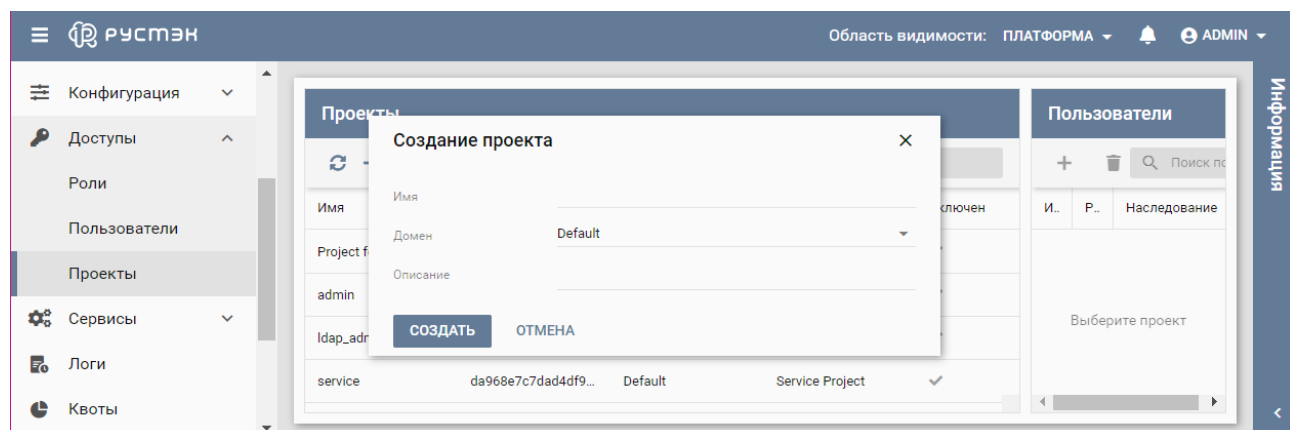 РУСТЭК
Область видимости: ПЛАТФОРМА
ADMIN
Конфигурация
Доступы
Роли
Пользователи
Проекты
Сервисы
Логи
Квоты
Проекты
Создание проекта
Имя
Домен
Default
Описание
СОЗДАТЬ
ОТМЕНА
Имя
ключен
Project f
admin
ldap_adr
service da968e7c7dad4df9... Default Service Project
Пользователи
Поиск по
И.. Р.. Наследование
Выберите проект
Информация